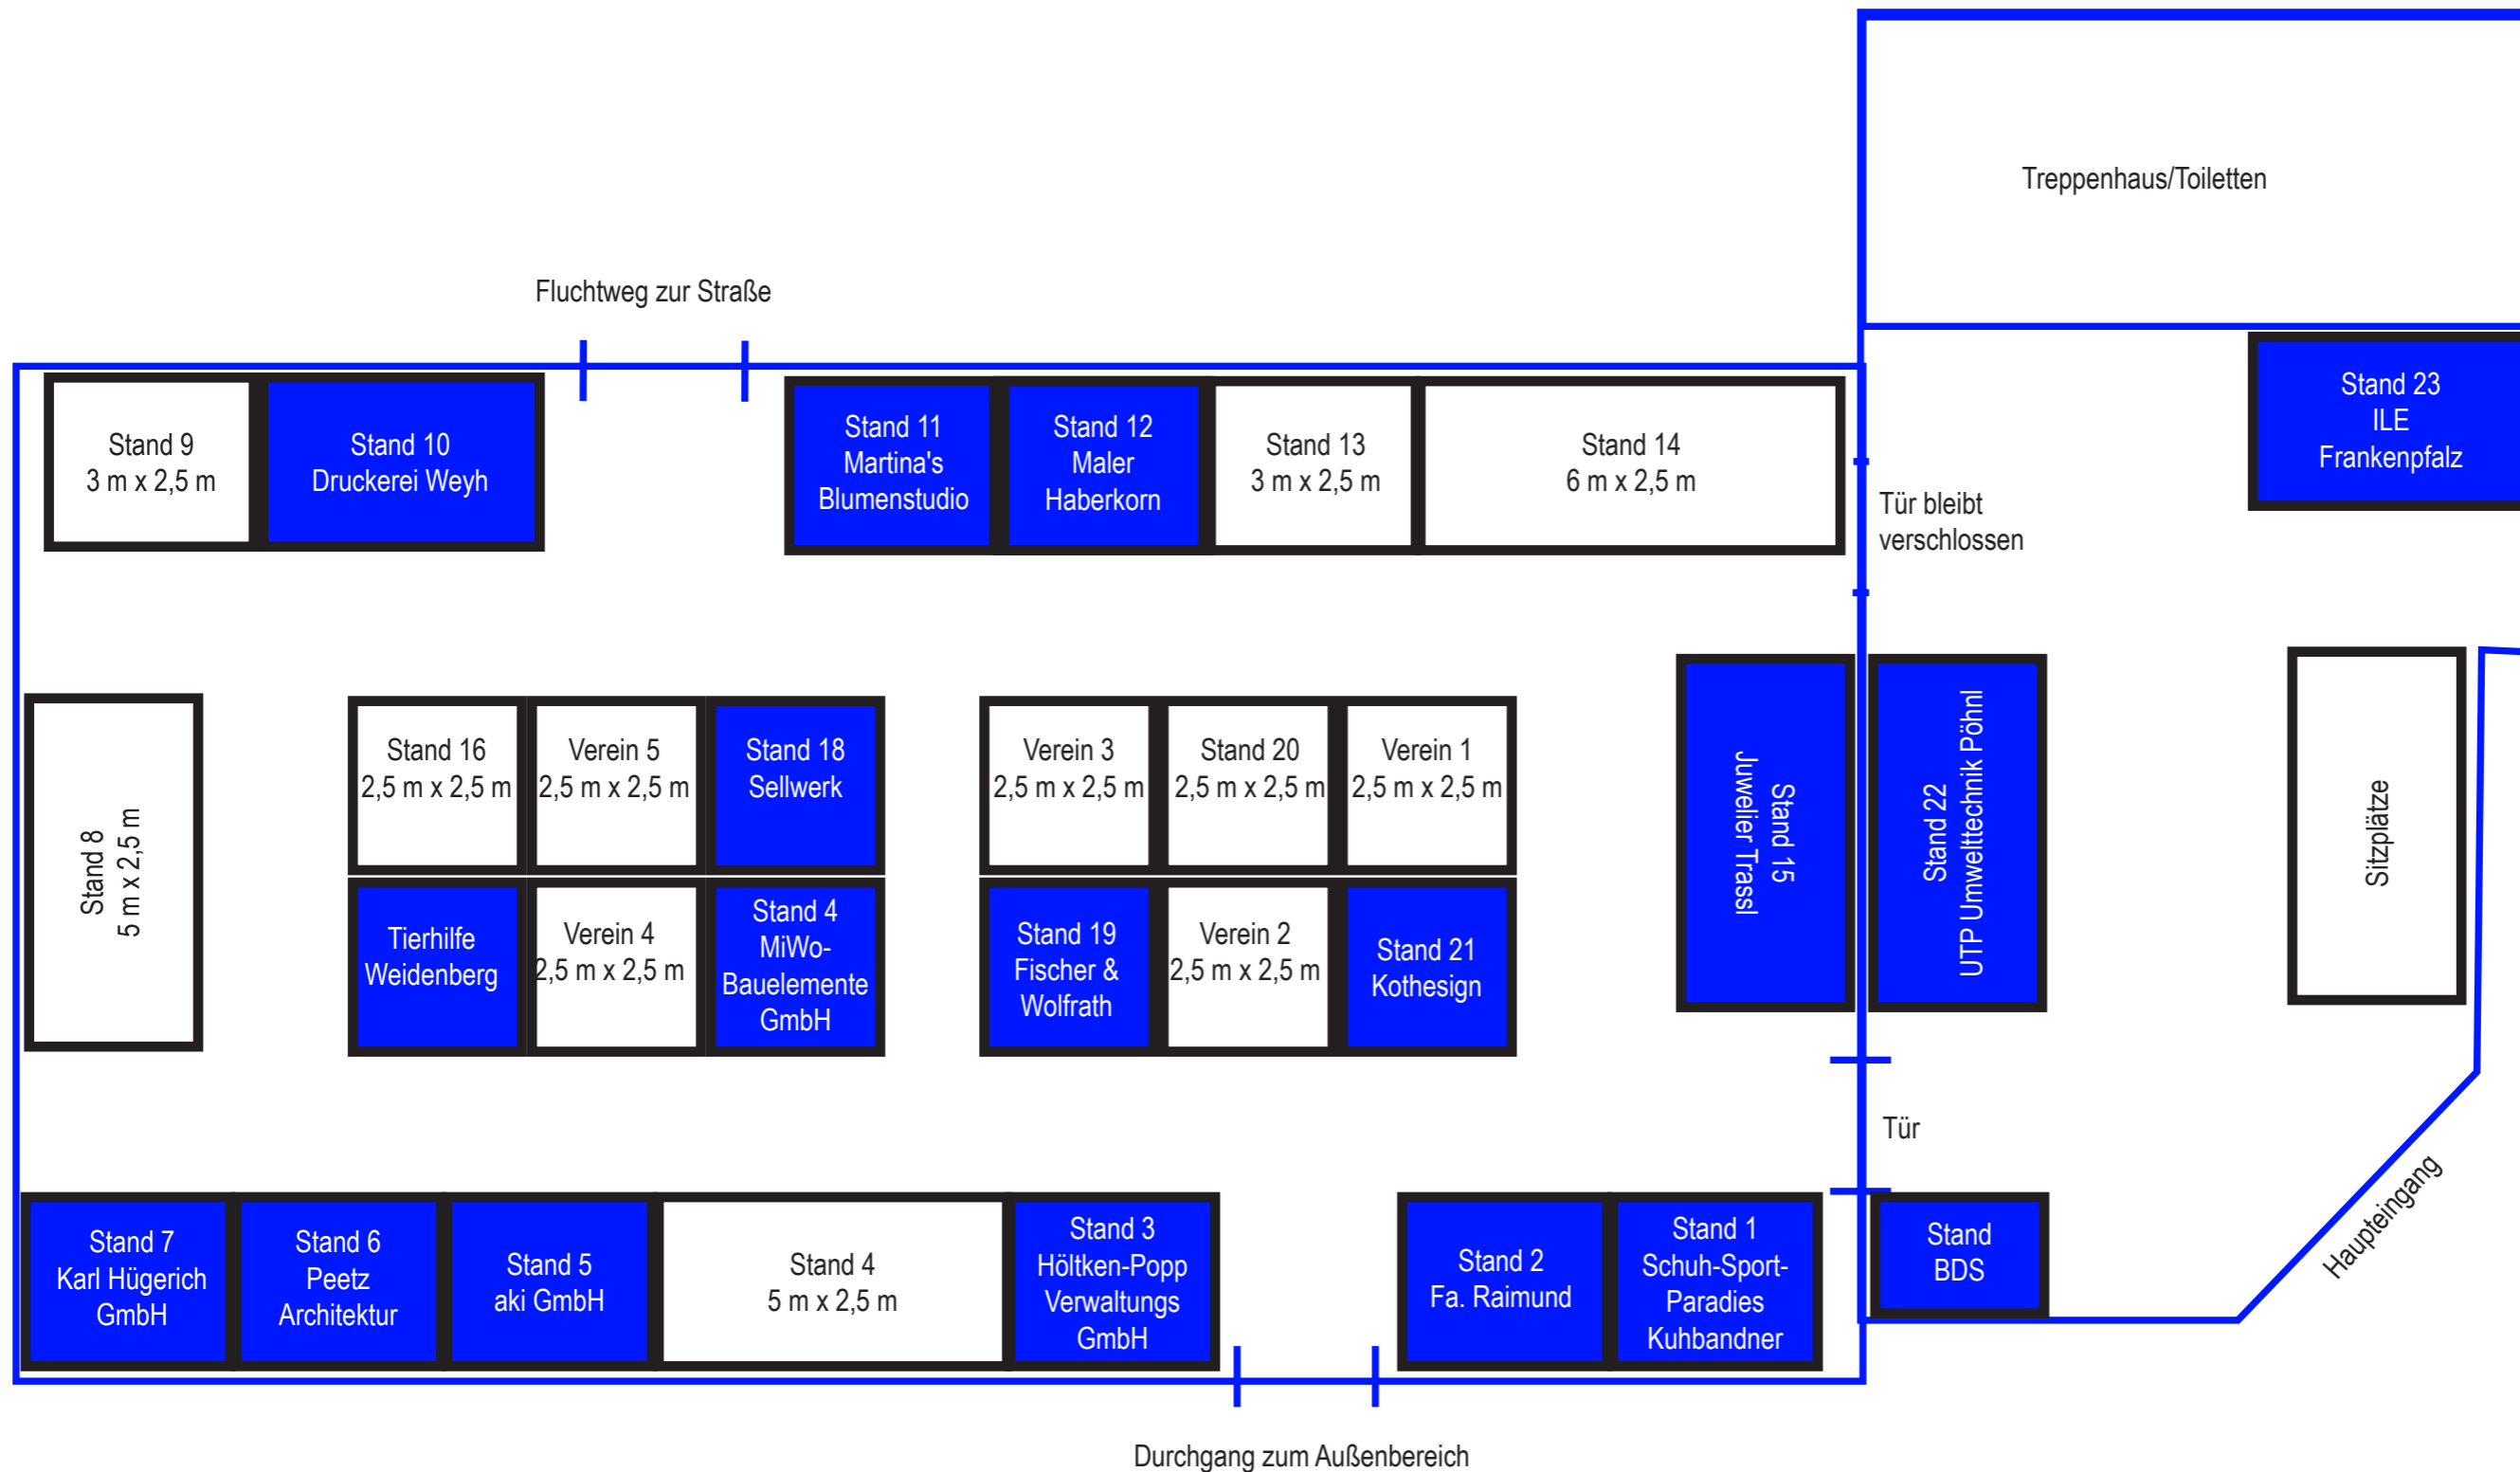 Treppenhaus/Toiletten
Fluchtweg zur Straße
Stand 9
3 m x 2,5 m
Stand 10
Druckerei Weyh
Stand 11
Martina's
Blumenstudio
Stand 12
Maler
Haberkorn
Stand 13
3 m x 2,5 m
Stand 14
6 m x 2,5 m
Tür bleibt
verschlossen
Stand 23
ILE
Frankenpfalz
Stand 8
5 m x 2,5 m
Stand 16
2,5 m x 2,5 m
Verein 5
2,5 m x 2,5 m
Stand 18
Sellwerk
Verein 3
2,5 m x 2,5 m
Stand 20
2,5 m x 2,5 m
Verein 1
2,5 m x 2,5 m
Stand 15
Juwelier Trassl
Stand 22
UTP Umwelttechnik Pöhnl
Sitzplätze
Tierhilfe
Weidenberg
Verein 4
2,5 m x 2,5 m
Stand 4
MiWo-
Bauelemente
GmbH
Stand 19
Fischer &
Wolfrath
Verein 2
2,5 m x 2,5 m
Stand 21
Kothesign
Tür
Haupteingang
Stand 7
Karl Hügerich
GmbH
Stand 6
Peetz
Architektur
Stand 5
aki GmbH
Stand 4
5 m x 2,5 m
Stand 3
Höltken-Popp
Verwaltungs
GmbH
Stand 2
Fa. Raimund
Stand 1
Schuh-Sport-
Paradies
Kuhbandner
Stand
BDS
Durchgang zum Außenbereich